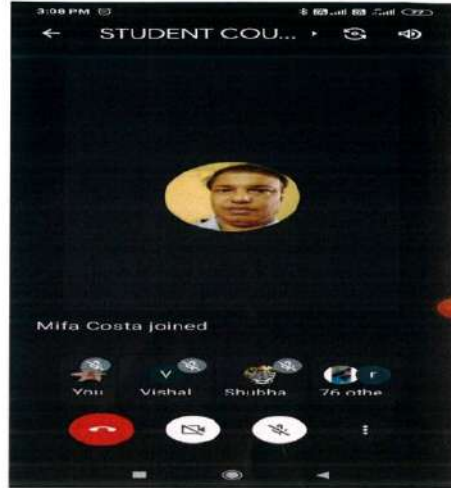 3:08 PM
STUDENT COU...
Mifa Costa joined
V
r
You
Vishal
Shubha
76 othe